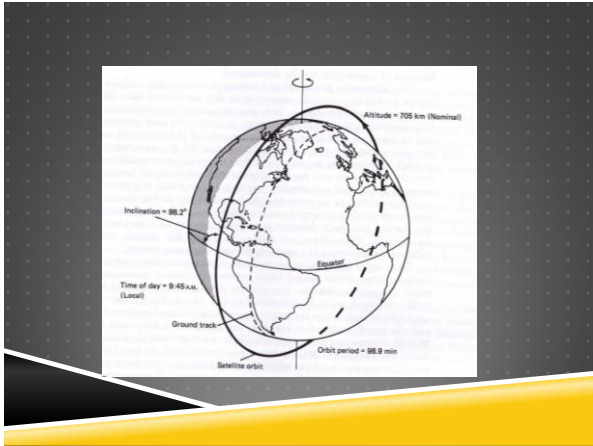 Altitude = 705 km (Nominal)
Inclination = 98.2°
Equator
Time of day = 9:45 A.M.
(Local)
Ground track
Orbit period = 98.9 min
Satellite orbit